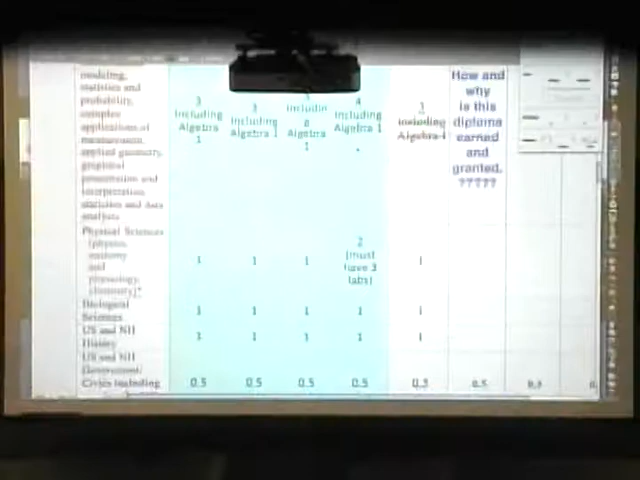 modeling,
statistics and
probability,
complex
applications of
measurement,
applied geometry,
graphical
presentation and
interpretation,
statistics and data
analysis
3
including
Algebra
1
3
including
Algebra 1
includin
g
Algebra
1
4
including
Algebra 1
3
including
Algebra I
How and
why
is this
diploma
earned
and
granted.
?????
Physical Sciences
(physics,
anatomy
and
physiology,
chemistry)*
1
1
1
2
(must
have 3
labs)
1
Biological
Sciences
1
1
1
1
1
US and NH
History
1
1
1
1
1
US and NH
Government/
Civics including
0.5
0.5
0.5
0.5
0.5
0.5
0.5
0.